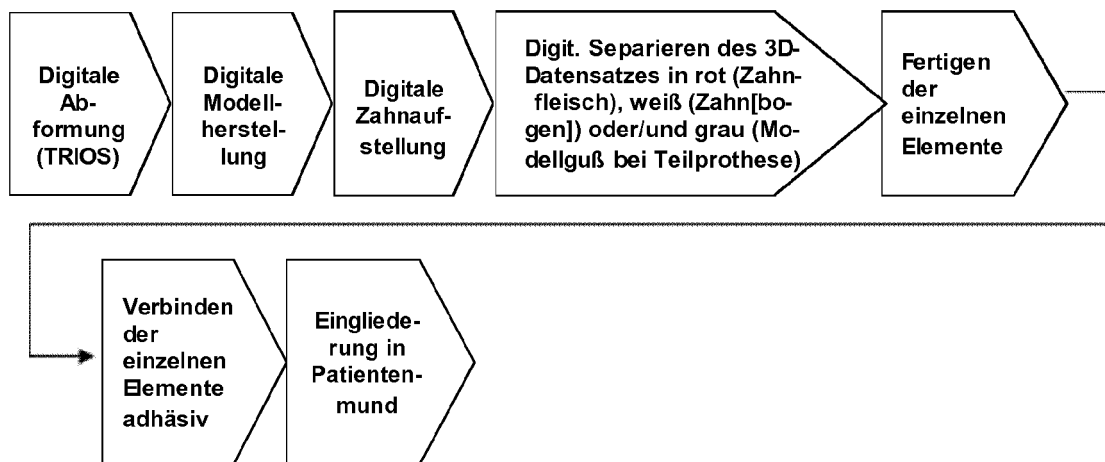 Digitale
Ab-
formung
(TRIOS)
Digitale
Modell-
herstel-
lung
Digitale
Zahnauf-
stellung
Digit. Separieren des 3D-
Datensatzes in rot (Zahn-
fleisch), weiß (Zahn[bo-
gen]) oder/und grau (Mo-
dellguß bei Teilprothese)
Fertigen
der
einzelnen
Elemente
Verbinden
der
einzelnen
Elemente
adhäsiv
Eingliede-
rung in
Patienten-
mund